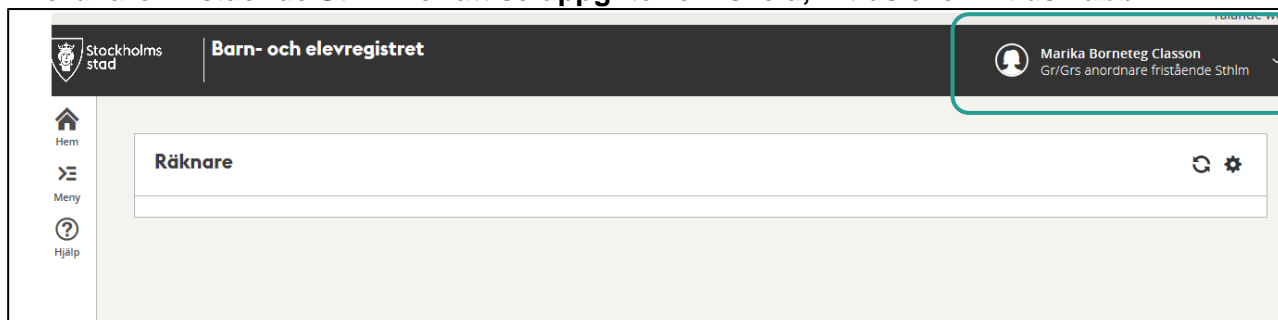 Stockholms
stad
Barn- och elevregistret
Marika Borneteg Classon
Gr/Grs anordnare fristående Sthlm
Hem
Räknare
Meny
Hjälp